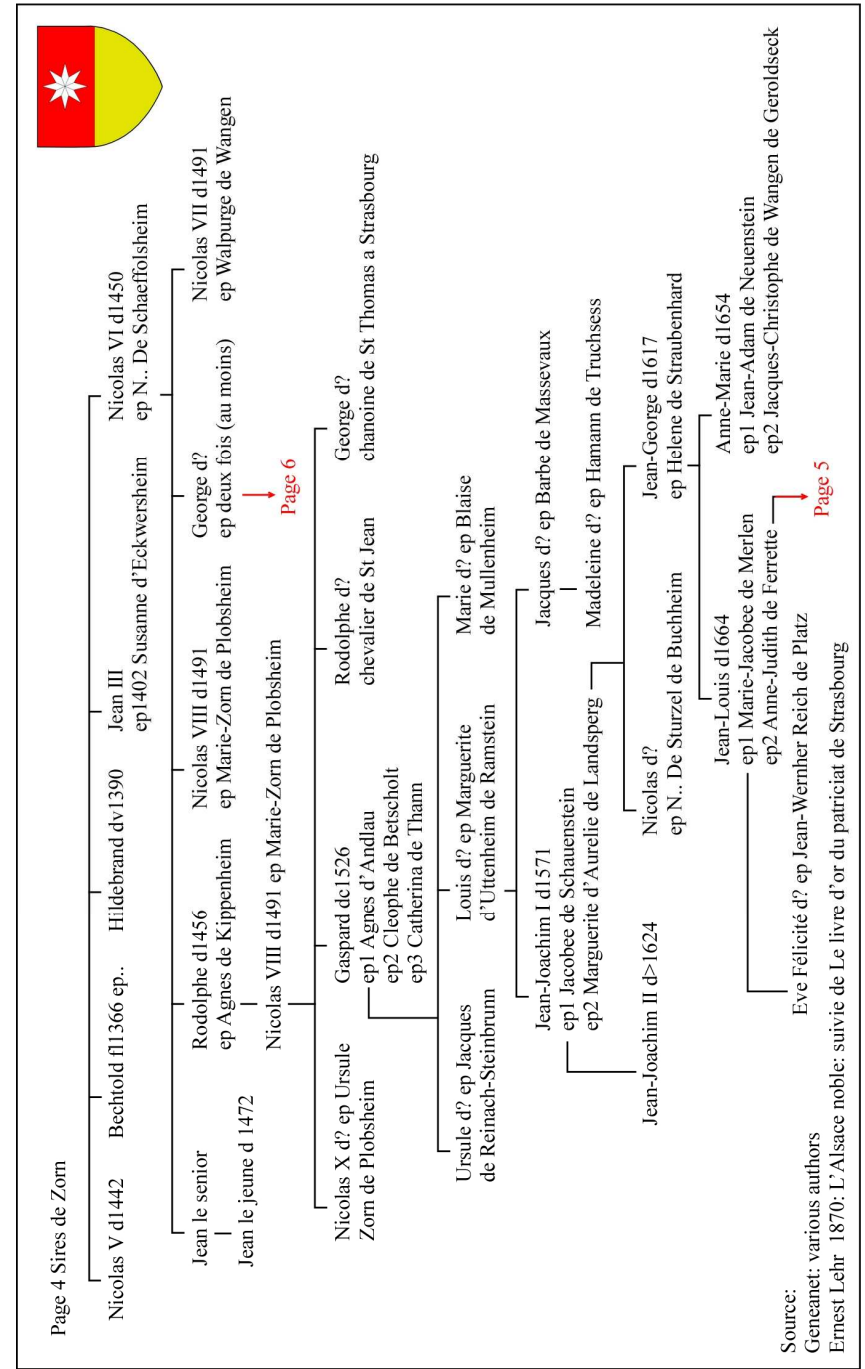 Page 4 Sires de Zorn
Nicolas V d1442
Bechtold fl1366 ep..
Hildebrand dv1390
Jean III
ep1402 Susanne d’Eckwersheim
Nicolas VI d1450
ep N.. De Schaeffolsheim
Jean le senior
Jean le jeune d 1472
Rodolphe d1456
ep Agnes de Kippenheim
Nicolas VIII d1491
ep Marie-Zorn de Plobsheim
George d?
ep deux fois (au moins)
Page 6
Nicolas VII d1491
ep Walpurge de Wangen
Nicolas VIII d1491 ep Marie-Zorn de Plobsheim
Nicolas X d? ep Ursule
Zorn de Plobsheim
Gaspard dc1526
ep1 Agnes d’Andlau
ep2 Cleophe de Betscholt
ep3 Catherina de Thann
Rodolphe d?
chevalier de St Jean
George d?
chanoine de St Thomas a Strasbourg
Ursule d? ep Jacques
de Reinach-Steinbrunn
Louis d? ep Marguerite
d’Uttenheim de Ramstein
Marie d? ep Blaise
de Mullenheim
Jean-Joachim I d1571
ep1 Jacobee de Schauenstein
ep2 Marguerite d’Aurelie de Landsperg
Jacques d? ep Barbe de Massevaux
Madeleine d? ep Hamann de Truchsess
Jean-Joachim II d>1624
Nicolas d?
ep N.. De Sturzel de Buchheim
Jean-George d1617
ep Helene de Straubenhard
Jean-Louis d1664
ep1 Marie-Jacobee de Merlen
ep2 Anne-Judith de Ferrette
Anne-Marie d1654
ep1 Jean-Adam de Neuenstein
ep2 Jacques-Christophe de Wangen de Geroldseck
Page 5
Eve Félicité d? ep Jean-Wernher Reich de Platz
Source:
Geneanet: various authors
Ernest Lehr 1870: L’Alsace noble: suivie de Le livre d’or du patriciat de Strasbourg